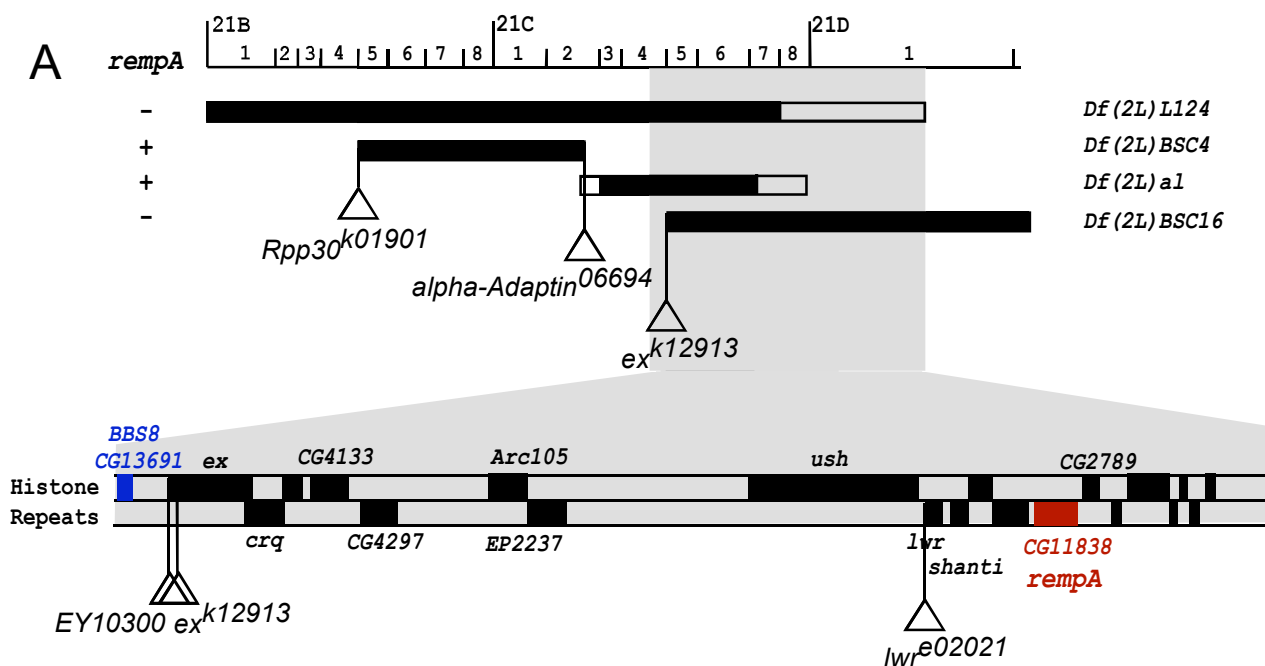 A
rempA
21B 21C 21D
1 2 3 4 5 6 7 8 1 2 3 4 5 6 7 8 1
- Df(2L)L124
+ Df(2L)BSC4
+ Df(2L)al
- Df(2L)BSC16
Rpp30k01901
alpha-Adaptin06694
exk12913
BBS8
CG13691 ex CG4133 Arc105 ush CG2789
Histone
Repeats
crq CG4297 EP2237 lwr shanti CG11838
rempA
EY10300 exk12913
lwre02021